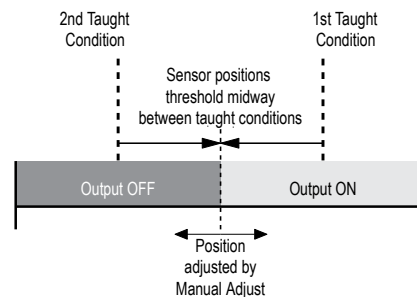 2nd Taught
Condition
1st Taught
Condition
Sensor positions
threshold midway
between taught conditions
Output OFF
Output ON
Position
adjusted by
Manual Adjust